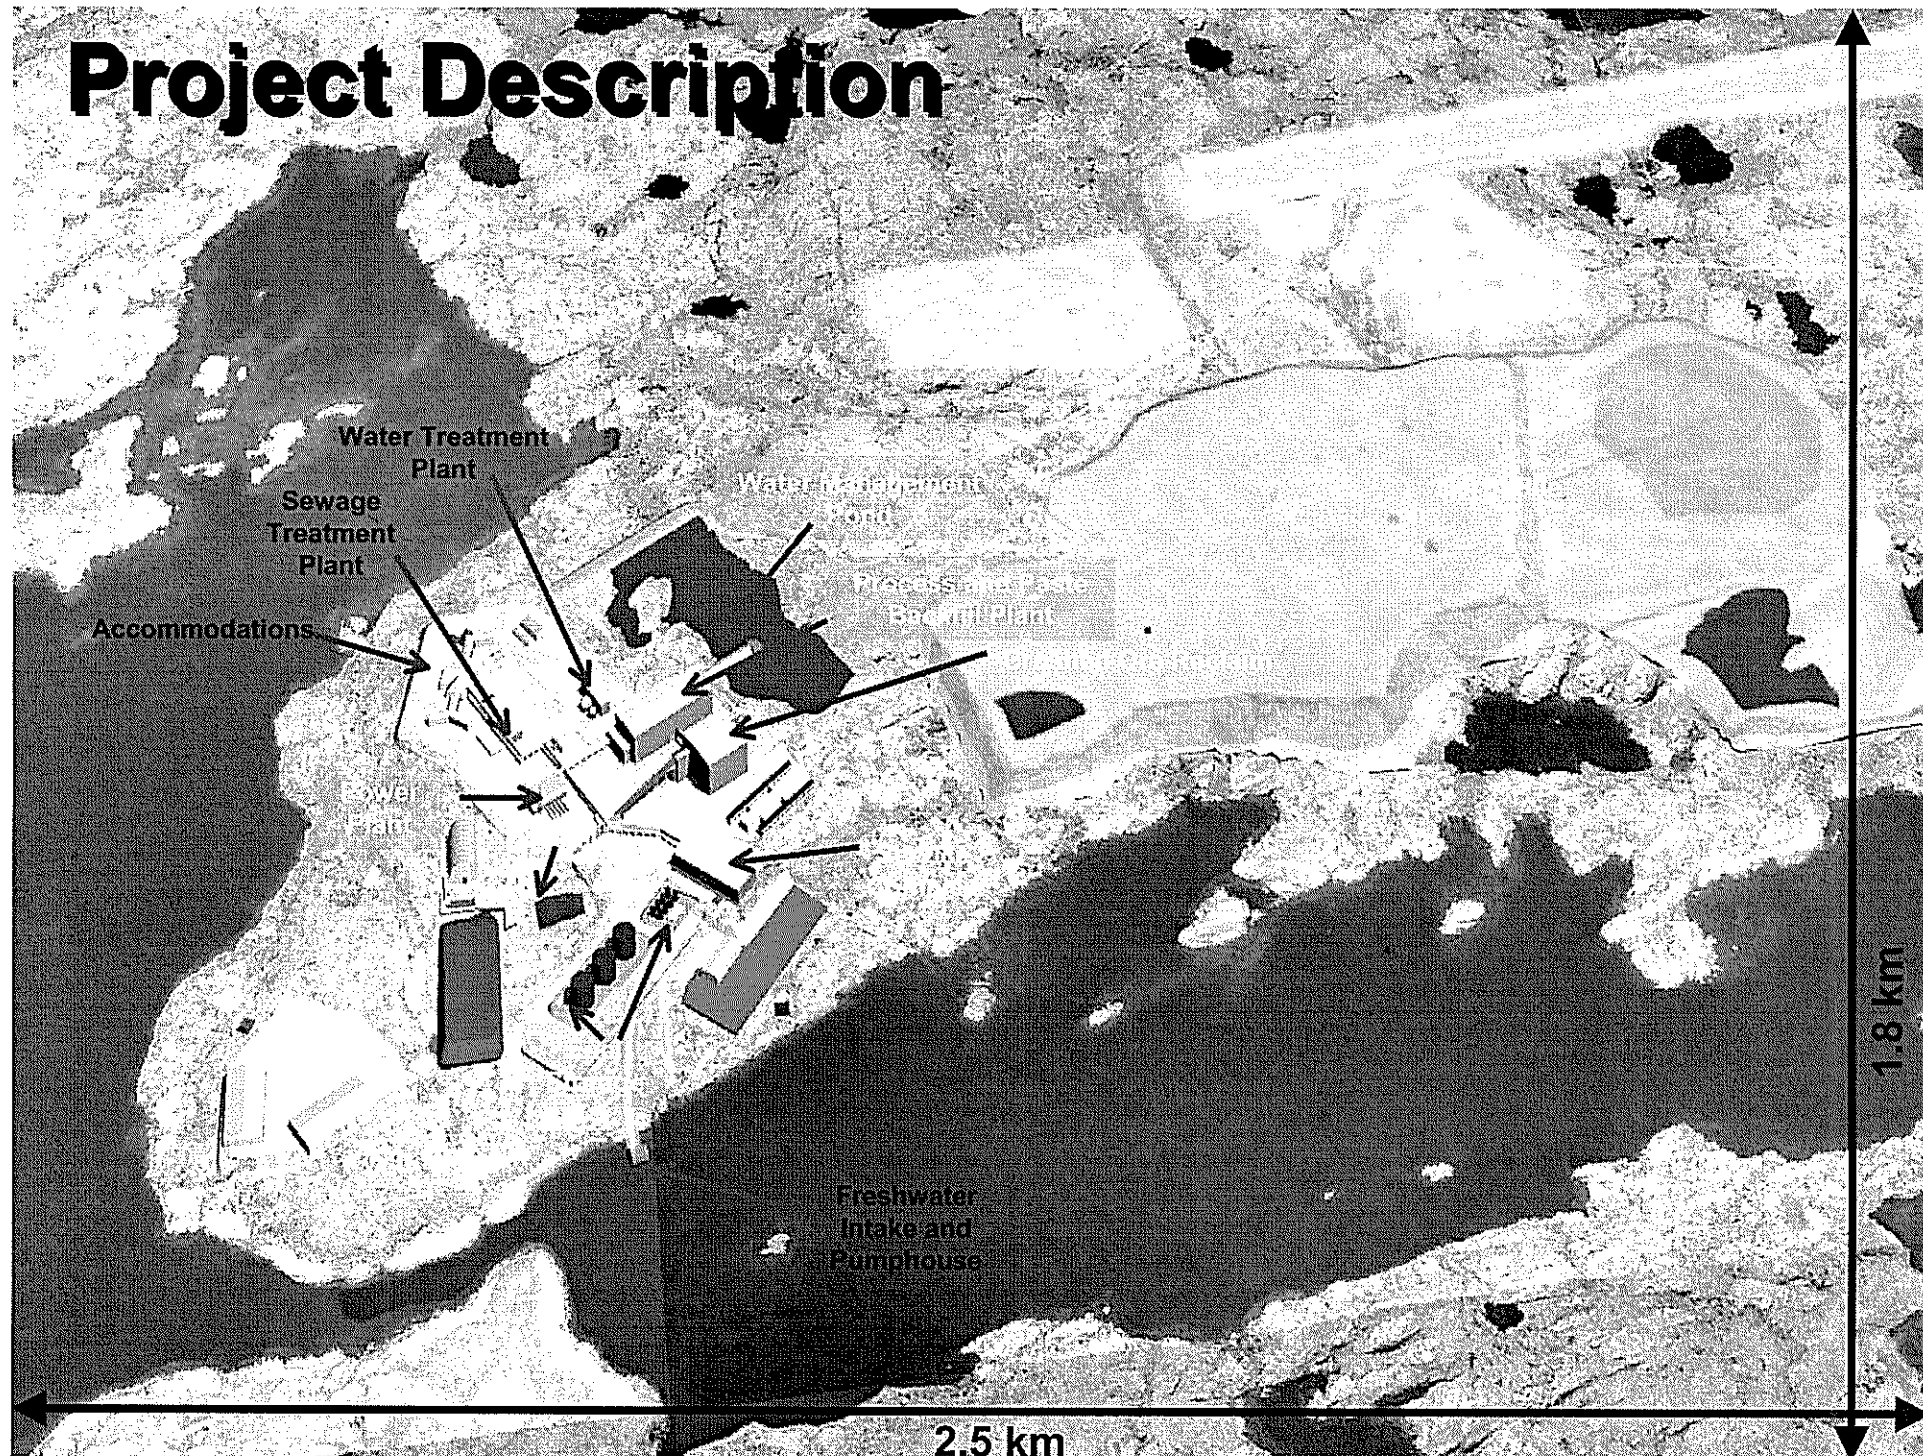 Project Description
Water Treatment
Plant
Sewage
Treatment
Plant
Accommodations
Water Management
Pond
Process and Paste
Backfill Plant
Power
Plant
Freshwater
Intake and
Pumphouse
1.8 km
2.5 km